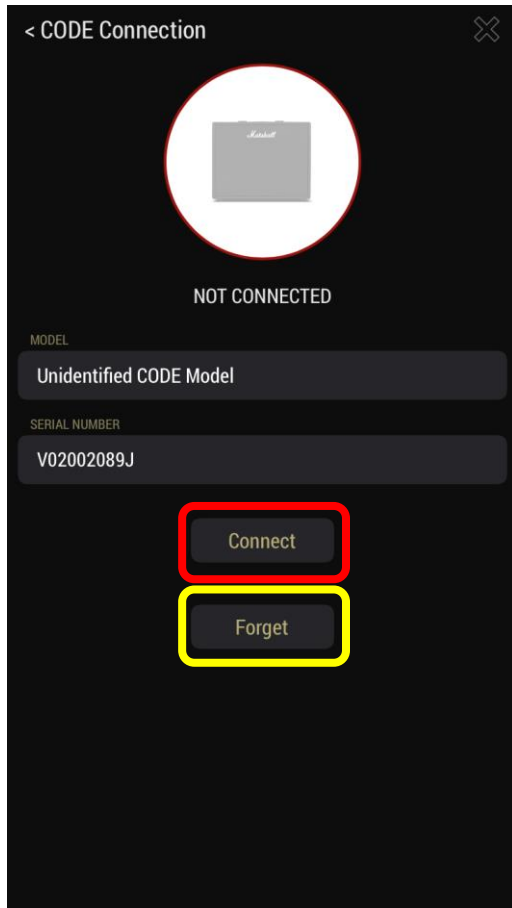 < CODE Connection
Marshall
NOT CONNECTED
MODEL
Unidentified CODE Model
SERIAL NUMBER
V02002089J
Connect
Forget